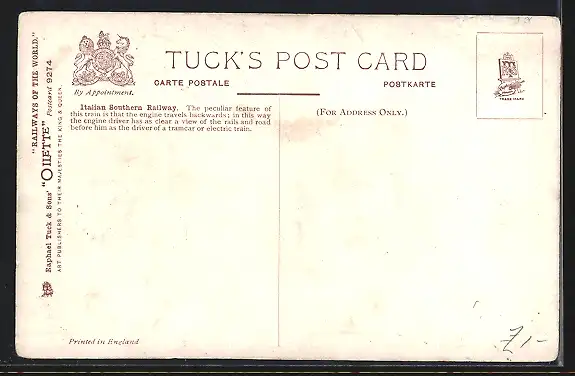 TUCK'S POST CARD
CARTE POSTALE
POSTKARTE
By Appointment.
(FOR ADDRESS ONLY.)
TRADE MARK
"RAILWAYS OF THE WORLD."
Raphael Tuck & Sons' "OILETTE" Postcard 9274
ART PUBLISHERS TO THEIR MAJESTIES THE KING & QUEEN.
Italian Southern Railway. The peculiar feature of
this train is that the engine travels backwards; in this way
the engine driver has as clear a view of the rails and road
before him as the driver of a tramcar or electric train.
Printed in England